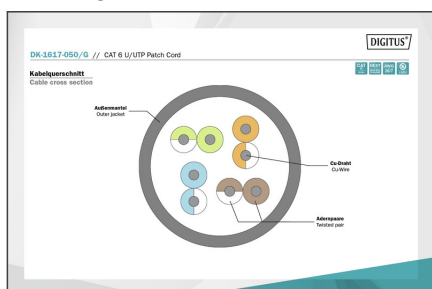 DIGITUS®
DK-1617-050/G // CAT 6 U/UTP Patch Cord
Kabelquerschnitt
Cable cross section
Außenmantel
Outer jacket
Cu-Draht
Cu-Wire
Adernpaare
Twisted pair